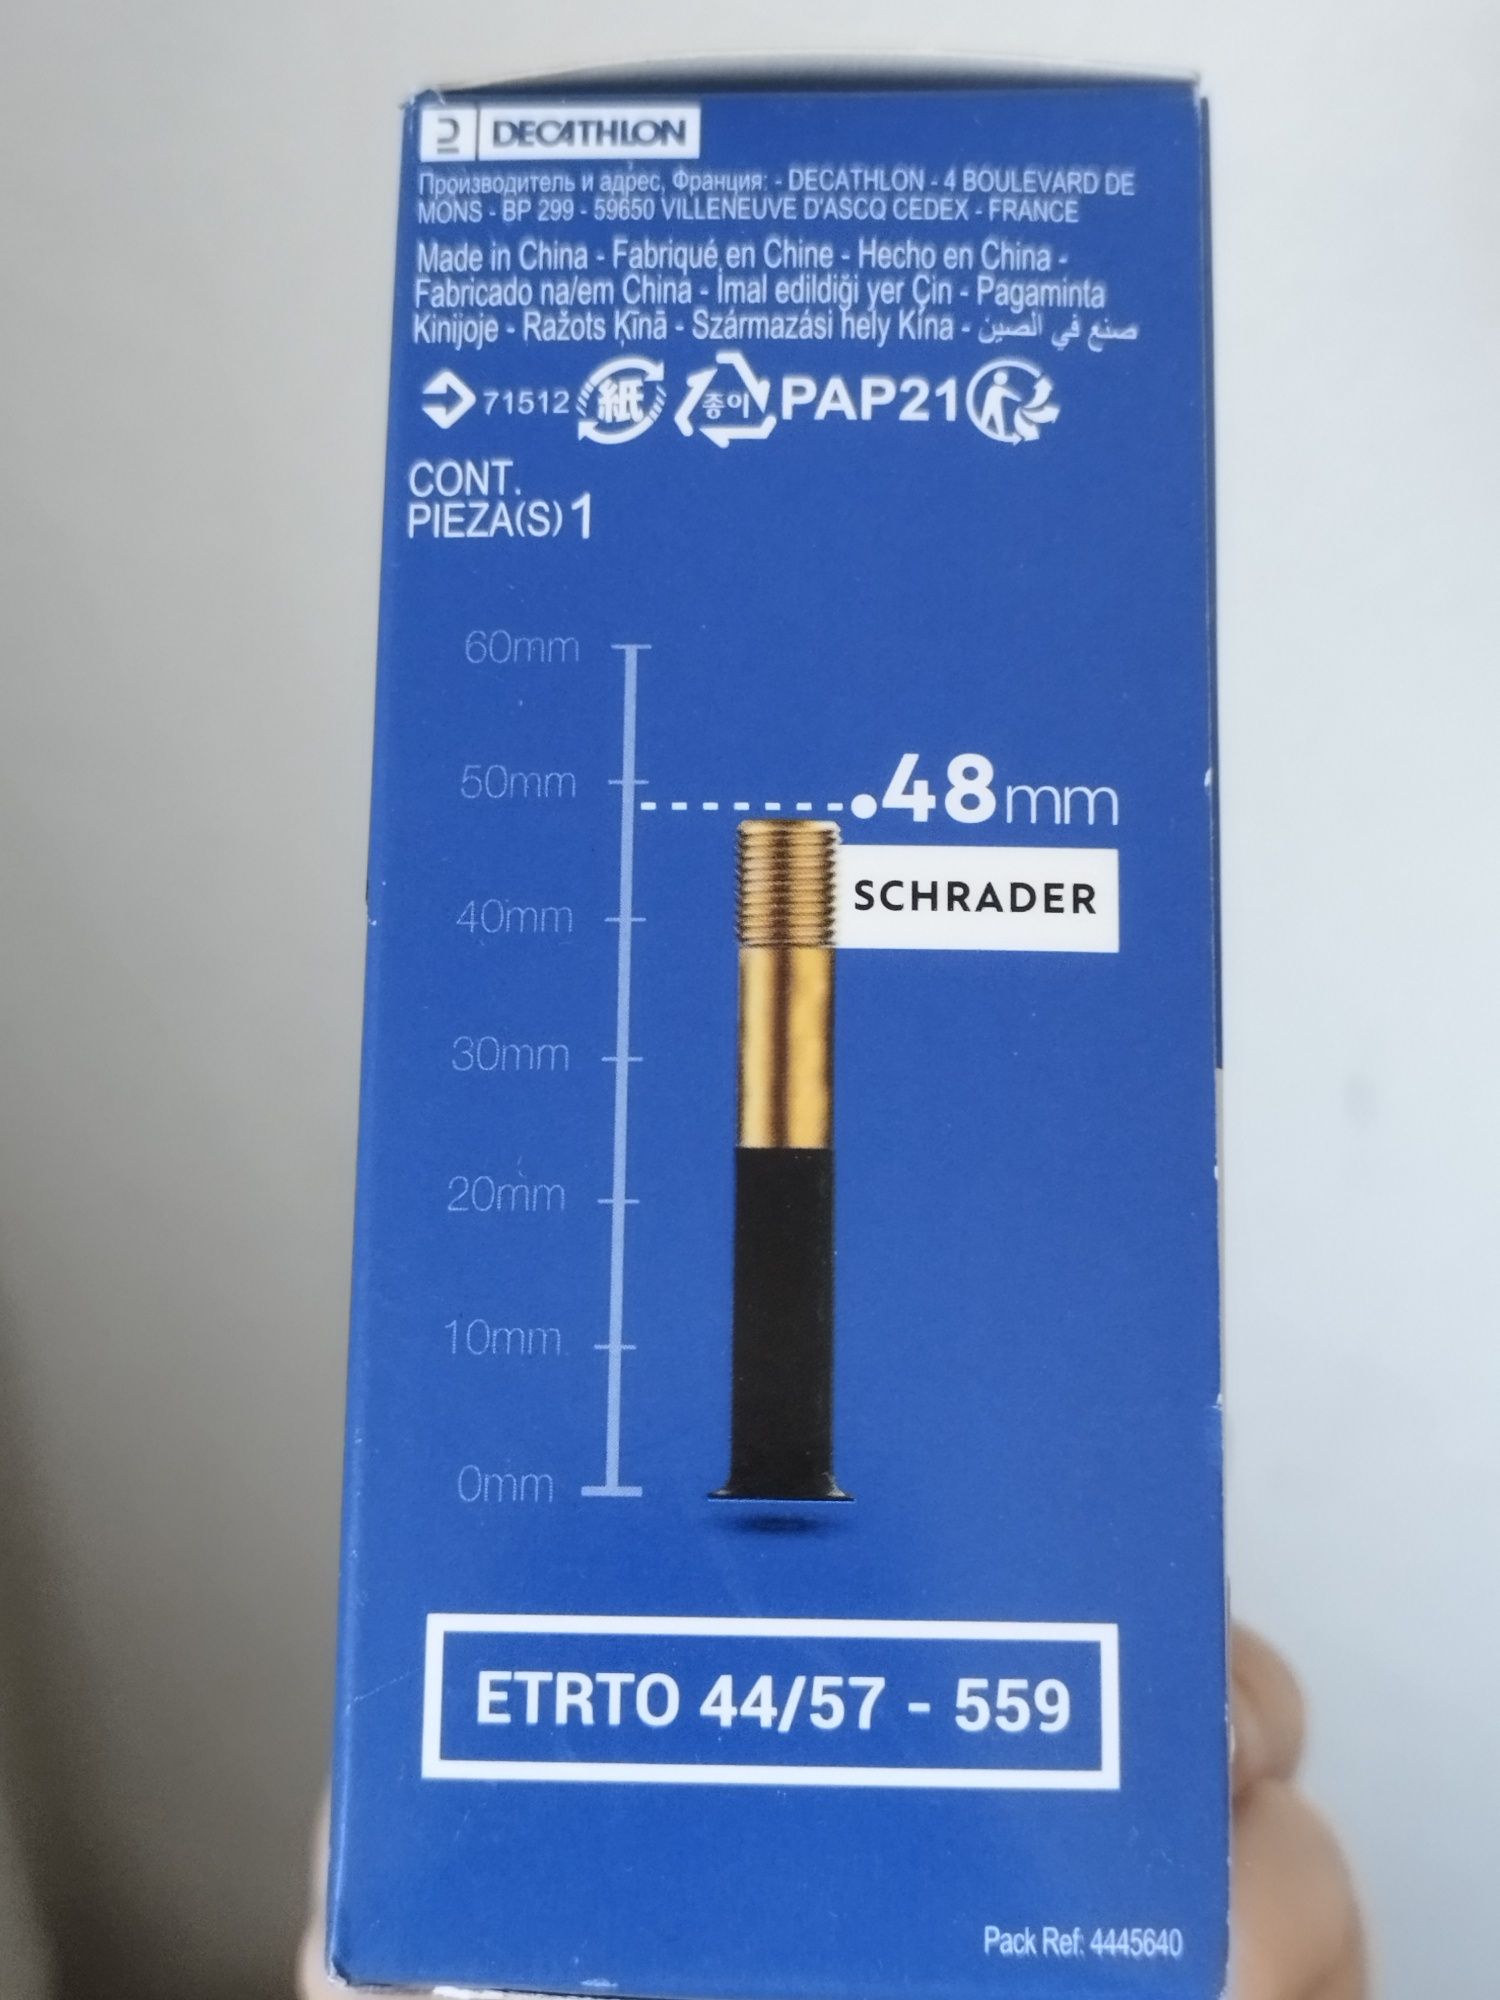 DECATHLON
Производитель и адрес, Франция: - DECATHLON - 4 BOULEVARD DE
MONS - BP 299 - 59650 VILLENEUVE D'ASCQ CEDEX - FRANCE
Made in China - Fabriqué en Chine - Hecho en China -
Fabricado na/em China - İmal edildiği yer Çin - Pagaminta
Kinijoje - Ražots Ķīnā - Származási hely Kína - صنع في الصين
71512 紙 종이 PAP21
CONT.
PIEZA(S) 1
60mm
50mm
.48mm
SCHRADER
40mm
30mm
20mm
10mm
0mm
ETRTO 44/57 - 559
Pack Ref: 4445640